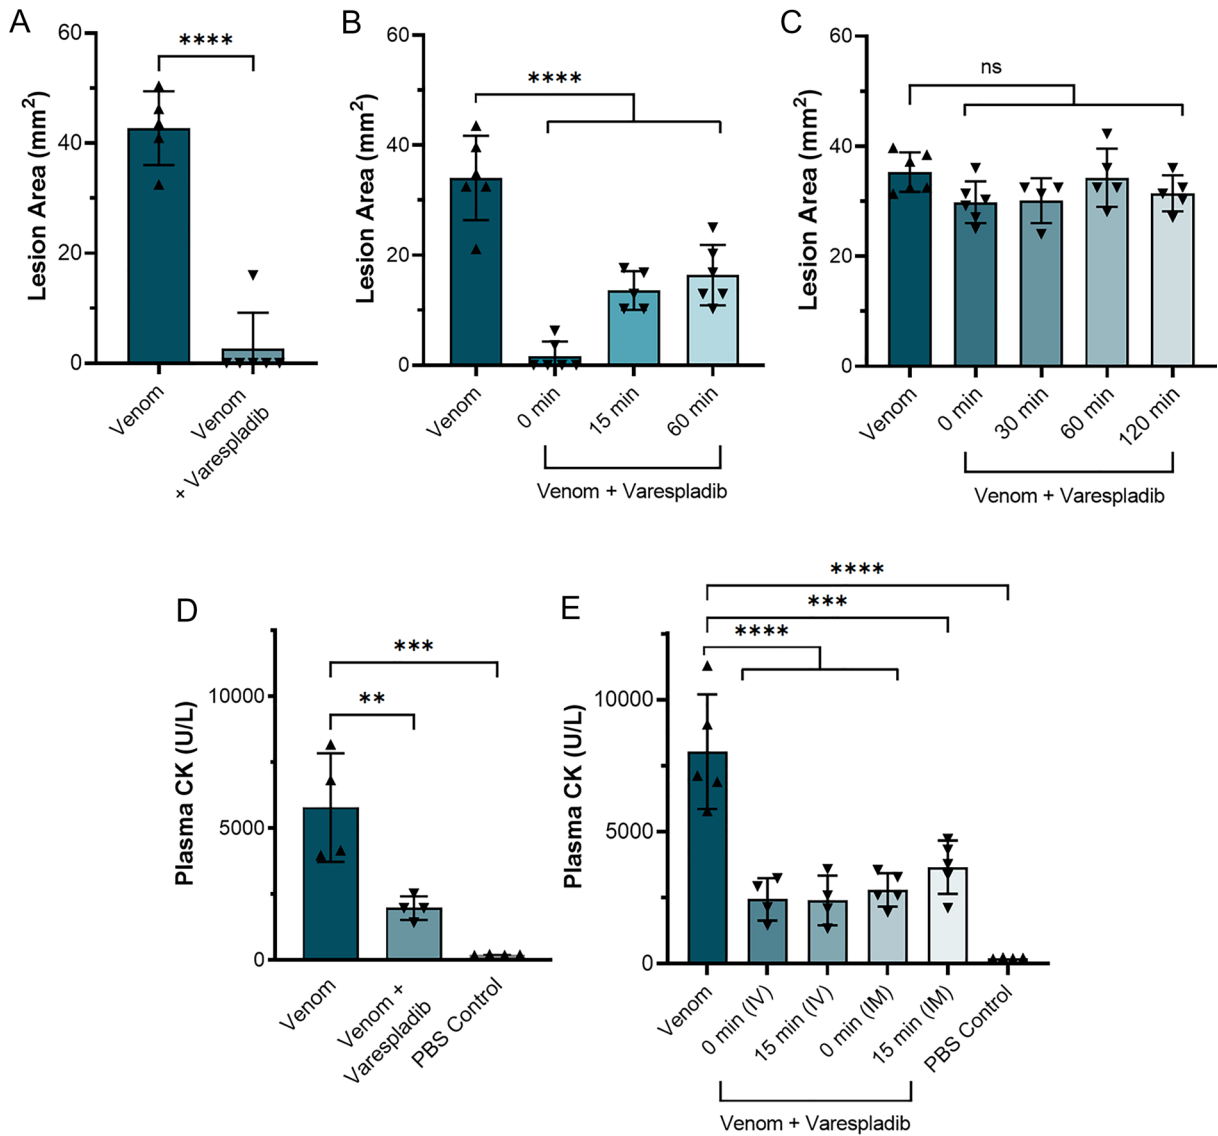 A
60
40
20
0
Lesion Area (mm²)
****
Venom
Venom
+ Varespladib
B
60
40
20
0
Lesion Area (mm²)
****
Venom
0 min
15 min
60 min
Venom + Varespladib
C
60
40
20
0
Lesion Area (mm²)
ns
Venom
0 min
30 min
60 min
120 min
Venom + Varespladib
D
10000
5000
0
Plasma CK (U/L)
***
**
Venom
Venom +
Varespladib
PBS Control
E
10000
5000
0
Plasma CK (U/L)
****
***
****
Venom
0 min (IV)
15 min (IV)
0 min (IM)
15 min (IM)
PBS Control
Venom + Varespladib